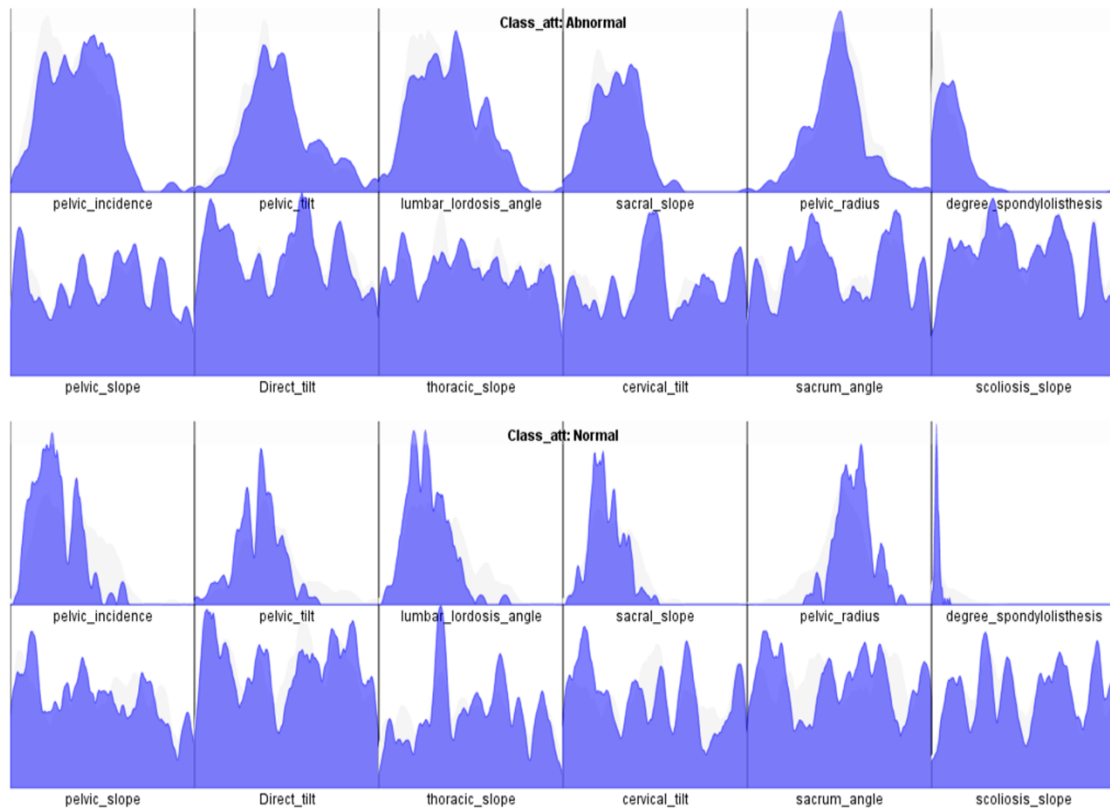 Class_att: Abnormal
pelvic_incidence pelvic_tilt lumbar_lordosis_angle sacral_slope pelvic_radius degree_spondylolisthesis
pelvic_slope Direct_tilt thoracic_slope cervical_tilt sacrum_angle scoliosis_slope
Class_att: Normal
pelvic_incidence pelvic_tilt lumbar_lordosis_angle sacral_slope pelvic_radius degree_spondylolisthesis
pelvic_slope Direct_tilt thoracic_slope cervical_tilt sacrum_angle scoliosis_slope